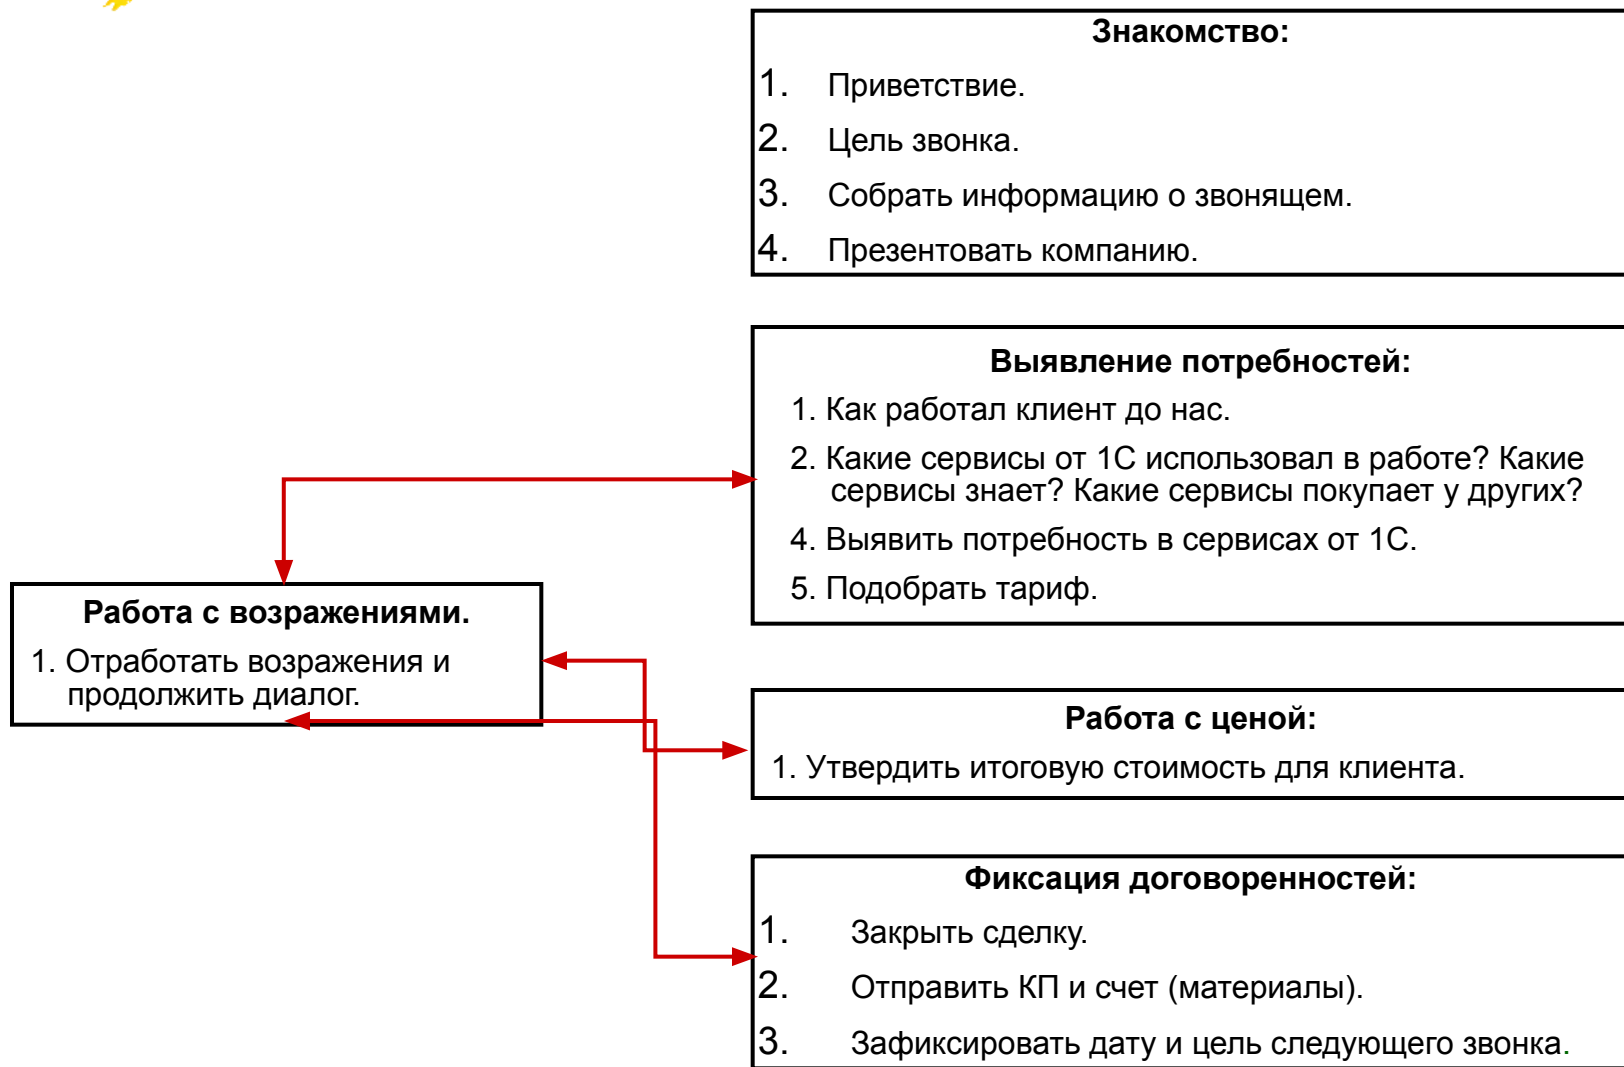 Знакомство:
1. Приветствие.
2. Цель звонка.
3. Собрать информацию о звонящем.
4. Презентовать компанию.
Выявление потребностей:
1. Как работал клиент до нас.
2. Какие сервисы от 1С использовал в работе? Какие
сервисы знает? Какие сервисы покупает у других?
4. Выявить потребность в сервисах от 1С.
5. Подобрать тариф.
Работа с возражениями.
1. Отработать возражения и
продолжить диалог.
Работа с ценой:
1. Утвердить итоговую стоимость для клиента.
Фиксация договоренностей:
1. Закрыть сделку.
2. Отправить КП и счет (материалы).
3. Зафиксировать дату и цель следующего звонка.